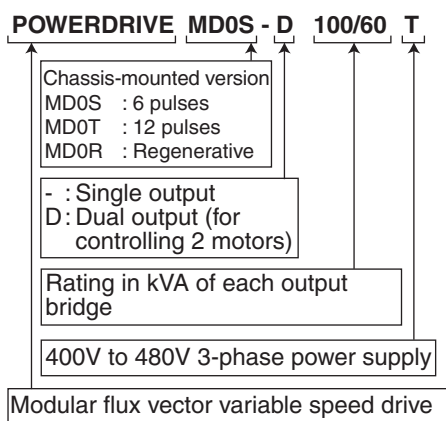 POWERDRIVE MD0S - D 100/60 T
Chassis-mounted version
MD0S : 6 pulses
MD0T : 12 pulses
MD0R : Regenerative
- : Single output
D : Dual output (for
controlling 2 motors)
Rating in kVA of each output
bridge
400V to 480V 3-phase power supply
Modular flux vector variable speed drive